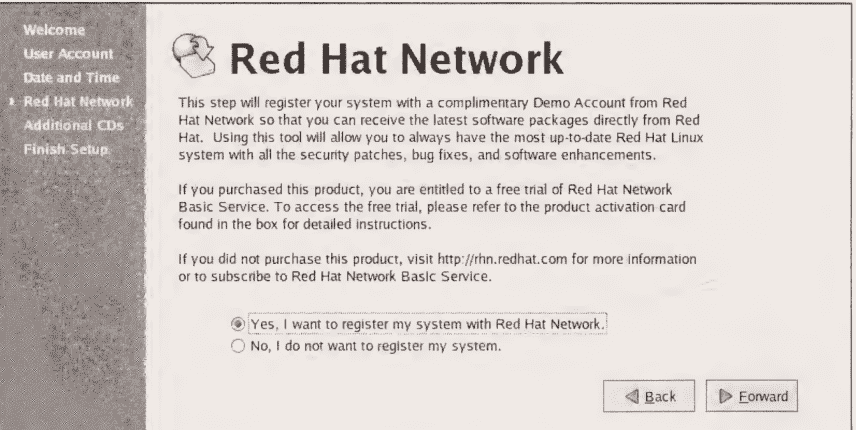 Welcome
User Account
Date and Time
Red Hat Network
Additional CDs
Finish Setup
Red Hat Network
This step will register your system with a complimentary Demo Account from Red
Hat Network so that you can receive the latest software packages directly from Red
Hat. Using this tool will allow you to always have the most up-to-date Red Hat Linux
system with all the security patches, bug fixes, and software enhancements.
If you purchased this product, you are entitled to a free trial of Red Hat Network
Basic Service. To access the free trial, please refer to the product activation card
found in the box for detailed instructions.
If you did not purchase this product, visit http://rhn.redhat.com for more information
or to subscribe to Red Hat Network Basic Service.
Yes, I want to register my system with Red Hat Network.
No, I do not want to register my system.
Back
Forward